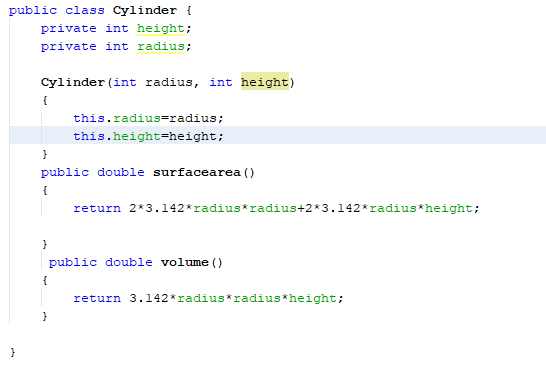 public class Cylinder {
private int height;
private int radius;
Cylinder(int radius, int height)
{
this.radius=radius;
this.height=height;
}
public double surfacearea()
{
return 2*3.142*radius*radius+2*3.142*radius*height;
}
public double volume()
{
return 3.142*radius*radius*height;
}
}